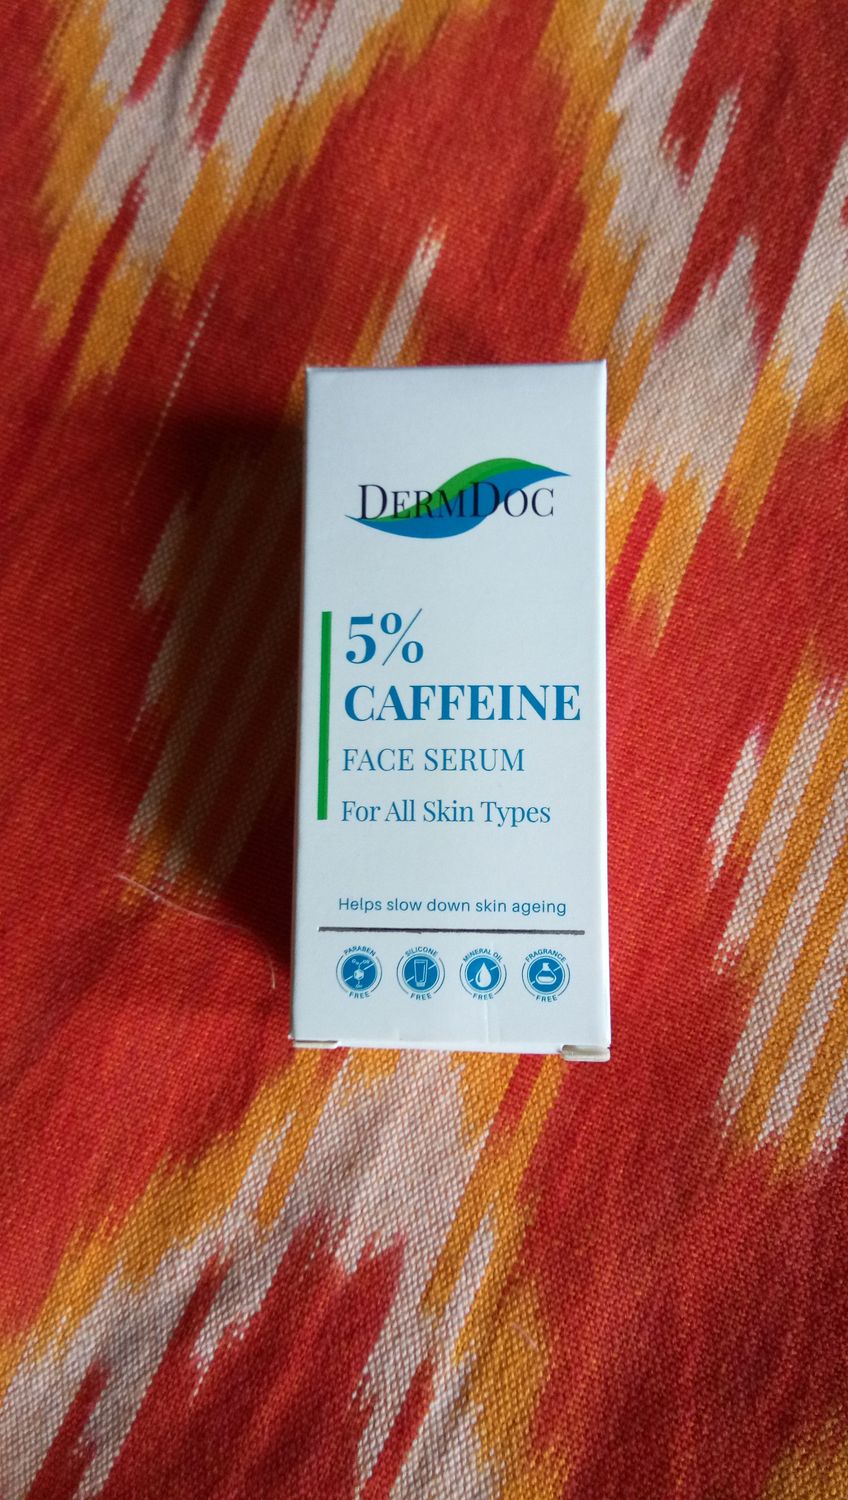 DERMDOC
5%
CAFFEINE
FACE SERUM
For All Skin Types
Helps slow down skin ageing
PARABEN FREE
SILICONE FREE
MINERAL OIL FREE
FRAGRANCE FREE